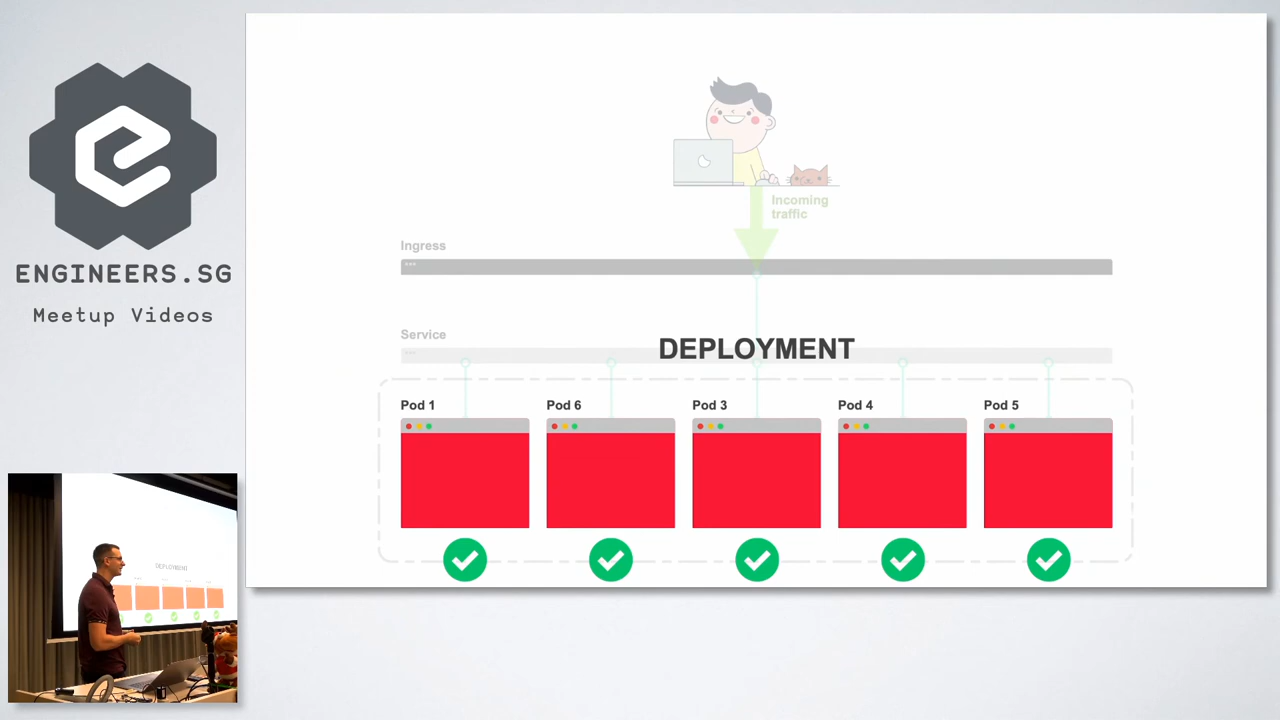 ENGINEERS.SG
Meetup Videos
Incoming
traffic
Ingress
Service
DEPLOYMENT
Pod 1
Pod 6
Pod 3
Pod 4
Pod 5
DEPLOYMENT